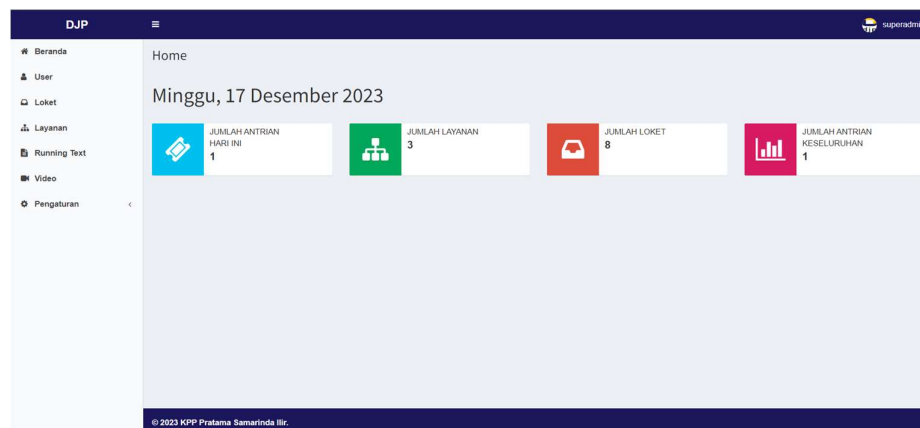 DJP
superadmi
Beranda
User
Loket
Layanan
Running Text
Video
Pengaturan
Home
Minggu, 17 Desember 2023
JUMLAH ANTRIAN
HARI INI
1
JUMLAH LAYANAN
3
JUMLAH LOKET
8
JUMLAH ANTRIAN
KESELURUHAN
1
© 2023 KPP Pratama Samarinda Ilir.